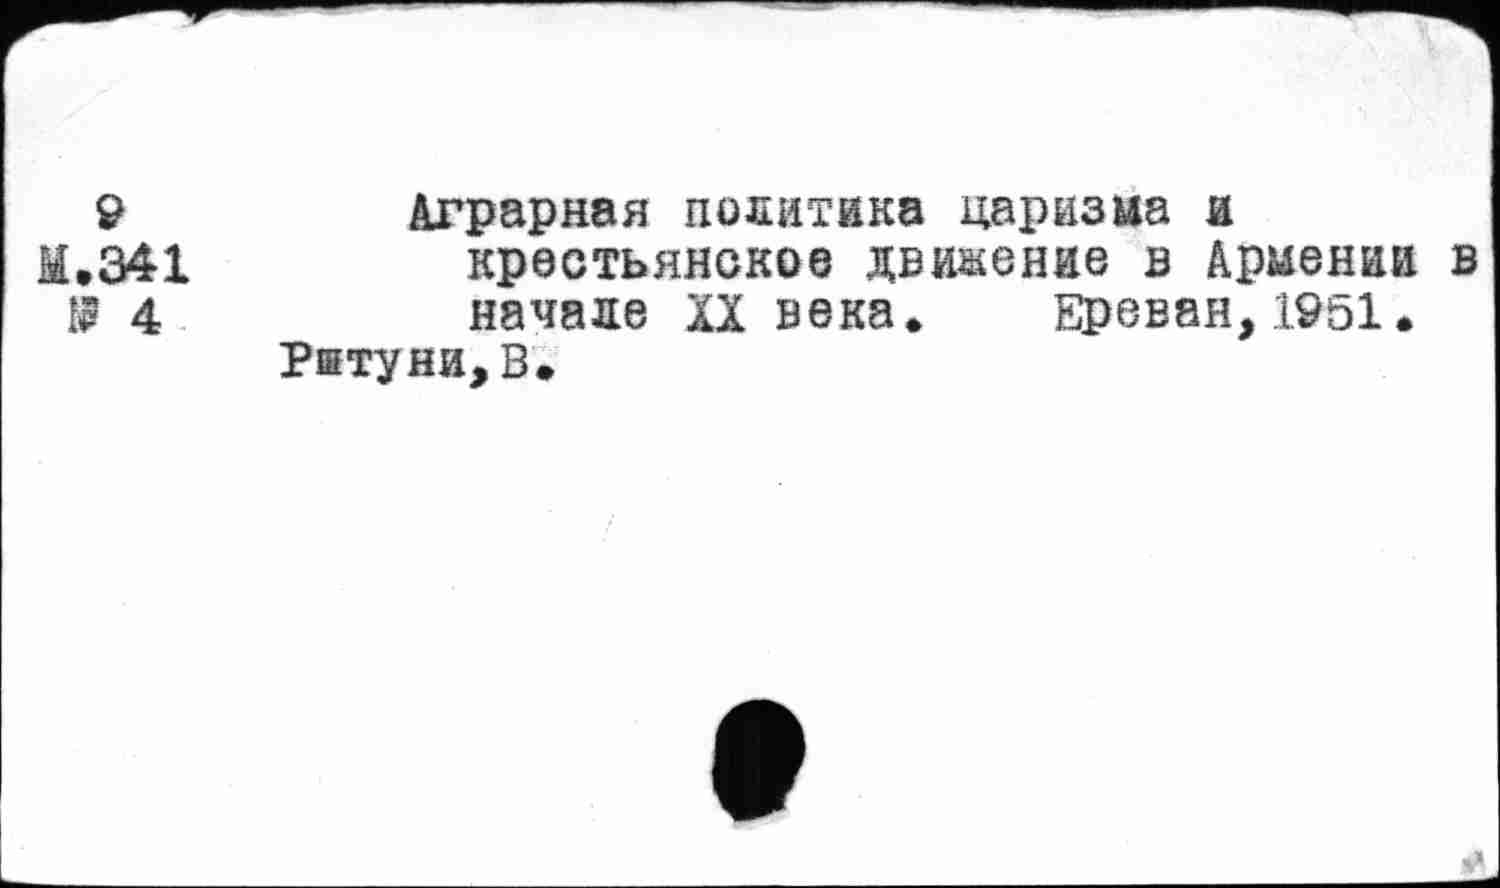 9 Аграрная политика царизма и
М.341 крестьянское движение в Армении в
№ 4 начале XX века. Ереван,1951.
Рштуни,В.